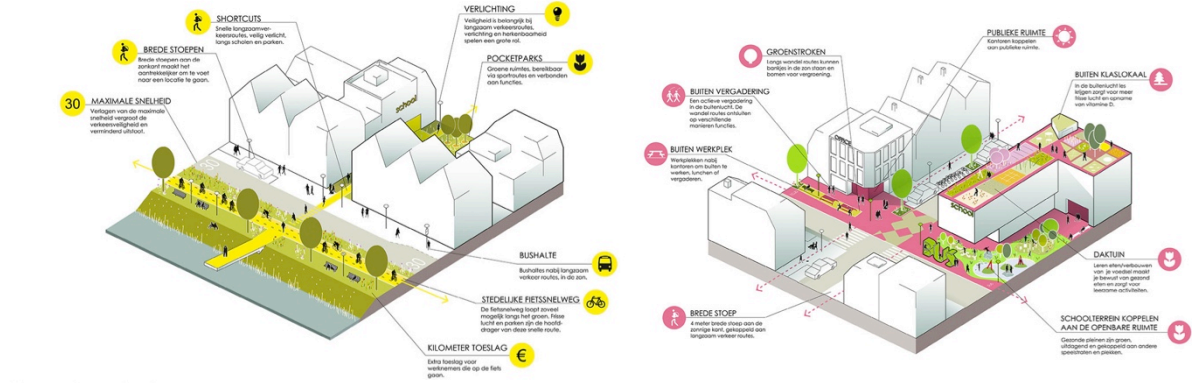 SHORTCUTS
Snelle langzaamver-
keersroutes, veilig verlicht,
langs scholen en parken.
VERLICHTING
Veiligheid is belangrijk bij
langzaam verkeersroutes,
verlichting en herkenbaarheid
spelen een grote rol.
BREDE STOEPEN
Brede stoepen aan de
zonkant maakt het
aantrekkelijker om te voet
naar een locatie te gaan.
POCKETPARKS
Groene ruimtes, bereikbaar
via sportroutes en verbonden
aan functies.
30
MAXIMALE SNELHEID
Verlagen van de maximale
snelheid vergroot de
verkeersveiligheid en
verminderd uitstoot.
school
BUSHALTE
Bushaltes nabij langzaam
verkeer routes, in de zon.
STEDELIJKE FIETSSNELWEG
De fietsnelweg loopt zoveel
mogelijk langs het groen. Frisse
lucht en parken zijn de hoofd-
drager van deze snelle route.
KILOMETER TOESLAG
€
Extra toeslag voor
werknemers die op de fiets
gaan.
PUBLIEKE RUIMTE
Kantoren koppelen
aan publieke ruimte.
GROENSTROKEN
Langs wandel routes kunnen
bankjes in de zon staan en
bomen voor vergroening.
BUITEN KLASLOKAAL
In de buitenlucht les
krijgen zorgt voor meer
frisse lucht en opname
van vitamine D.
BUITEN VERGADERING
Een actieve vergadering
in de buitenlucht. De
wandel routes ontsluiten
op verschillende
manieren functies.
OFFICE
BUITEN WERKPLEK
Werkplekken nabij
kantoren om buiten te
werken, lunchen of
vergaderen.
school
BUS
DAKTUIN
Leren eten/verbouwen
van je voedsel maakt
je bewust van gezond
eten en zorgt voor
leerzame activiteiten.
BREDE STOEP
4 meter brede stoep aan de
zonnige kant, gekoppeld aan
langzaam verkeer routes.
SCHOOLTERREIN KOPPELEN
AAN DE OPENBARE RUIMTE
Gezonde pleinen zijn groen,
uitdagend en gekoppeld aan andere
speelstraten en plekken.